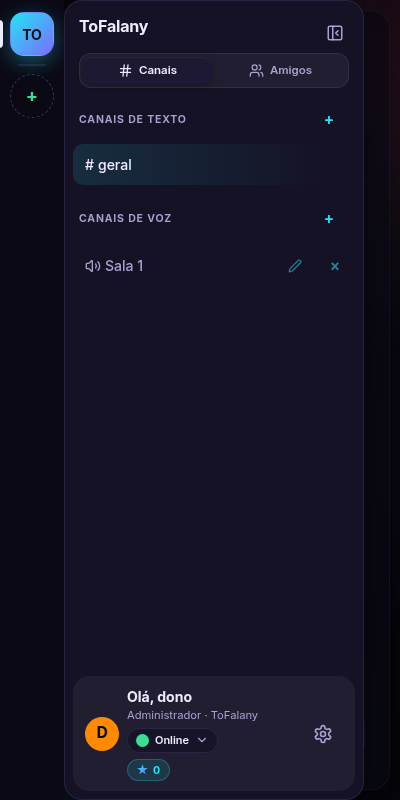 TO
ToFalany
Canais
Amigos
CANAIS DE TEXTO
+
# geral
CANAIS DE VOZ
+
Sala 1
Olá, dono
Administrador · ToFalany
D
Online
★ 0